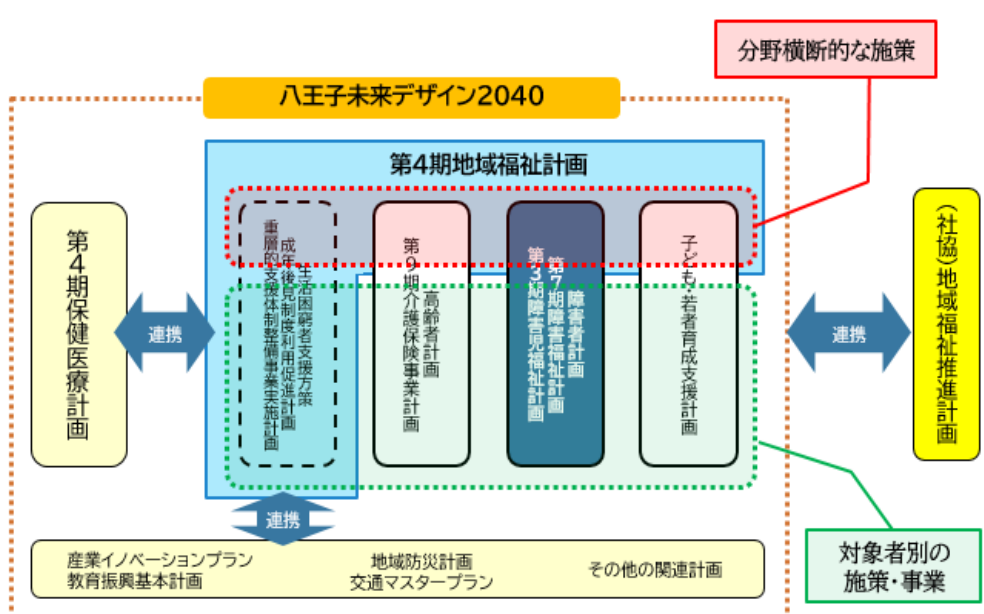 分野横断的な施策
八王子未来デザイン2040
第4期地域福祉計画
第4期保健医療計画
連携
生活困窮者支援方策
成年後見制度利用促進計画
重層的支援体制整備事業実施計画
高齢者計画
第9期介護保険事業計画
障害者計画
第7期障害福祉計画
第3期障害児福祉計画
子ども・若者育成支援計画
連携
（社協）地域福祉推進計画
連携
産業イノベーションプラン
教育振興基本計画
地域防災計画
交通マスタープラン
その他の関連計画
対象者別の
施策・事業